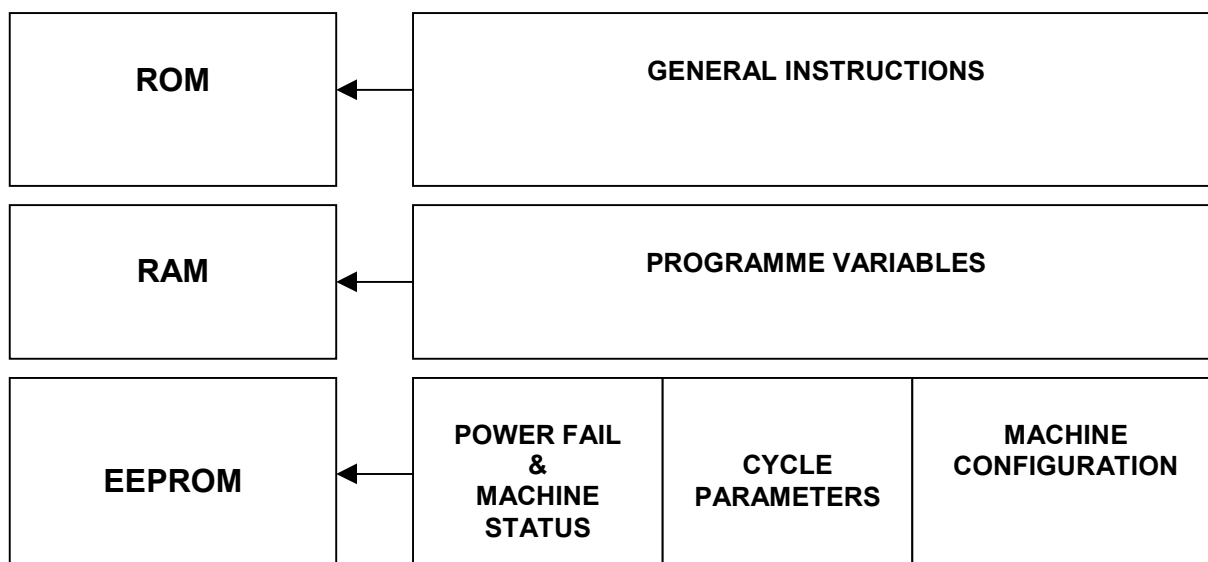 ROM
GENERAL INSTRUCTIONS
RAM
PROGRAMME VARIABLES
EEPROM
POWER FAIL
&
MACHINE
STATUS
CYCLE
PARAMETERS
MACHINE
CONFIGURATION